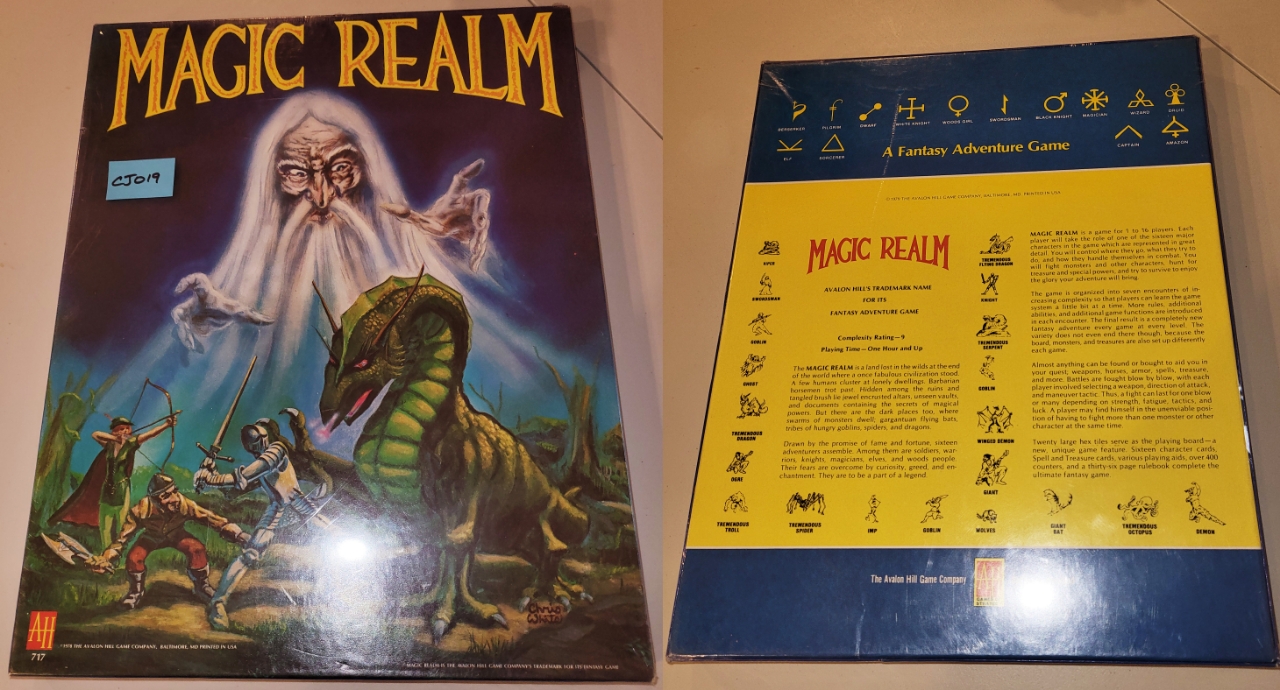 MAGIC REALM
CJ019
Chris
White
AH
717
©1978 THE AVALON HILL GAME COMPANY, BALTIMORE, MD PRINTED IN USA
MAGIC REALM IS THE AVALON HILL GAME COMPANY'S TRADEMARK FOR ITS FANTASY GAME
BERSERKER
PILGRIM
DWARF
WHITE KNIGHT
WOODS GIRL
SWORDSMAN
BLACK KNIGHT
MAGICIAN
WIZARD
DRUID
ELF
SORCERER
CAPTAIN
AMAZON
A Fantasy Adventure Game
THE AVALON HILL GAME COMPANY, BALTIMORE, MD. PRINTED IN USA
MAGIC REALM
AVALON HILL'S TRADEMARK NAME
FOR ITS
FANTASY ADVENTURE GAME
Complexity Rating—9
Playing Time—One Hour and Up
The MAGIC REALM is a land lost in the wilds at the end
of the world where a once fabulous civilization stood.
A few humans cluster at lonely dwellings. Barbarian
horsemen trot past. Hidden among the ruins and
tangled brush lie jewel encrusted altars, unseen vaults,
and documents containing the secrets of magical
powers. But there are the dark places too, where
swarms of monsters dwell; gargantuan flying bats,
tribes of hungry goblins, spiders, and dragons.
Drawn by the promise of fame and fortune, sixteen
adventurers assemble. Among them are soldiers, war-
riors, knights, magicians, elves, and woods people.
Their fears are overcome by curiosity, greed, and en-
chantment. They are to be a part of a legend.
MAGIC REALM is a game for 1 to 16 players. Each
player will take the role of one of the sixteen major
characters in the game which are represented in great
detail. You will control where they go, what they try to
do, and how they handle themselves in combat. You
will fight monsters and other characters, hunt for
treasure and special powers, and try to survive to enjoy
the glory your adventure will bring.
The game is organized into seven encounters of in-
creasing complexity so that players can learn the game
system a little bit at a time. More rules, additional
abilities, and additional game functions are introduced
in each encounter. The final result is a completely new
fantasy adventure every game at every level. The
variety does not even end there though, because the
board, monsters, and treasures are also set up differently
each game.
Almost anything can be found or bought to aid you in
your quest; weapons, horses, armor, spells, treasure,
and more. Battles are fought blow by blow, with each
player involved selecting a weapon, direction of attack,
and maneuver tactic. Thus, a fight can last for one blow
or many depending on strength, fatigue, tactics, and
luck. A player may find himself in the unenviable posi-
tion of having to fight more than one monster or other
character at the same time.
Twenty large hex tiles serve as the playing board—a
new, unique game feature. Sixteen character cards,
Spell and Treasure cards, various playing aids, over 400
counters, and a thirty-six page rulebook complete the
ultimate fantasy game.
SWORDSMAN
GOBLIN
GHOST
TREMENDOUS
DRAGON
OGRE
TREMENDOUS
FLYING DRAGON
KNIGHT
TREMENDOUS
SERPENT
GOBLIN
WINGED DEMON
GIANT
TREMENDOUS
TROLL
TREMENDOUS
SPIDER
IMP
GOBLIN
WOLVES
GIANT
BAT
TREMENDOUS
OCTOPUS
DEMON
The Avalon Hill Game Company